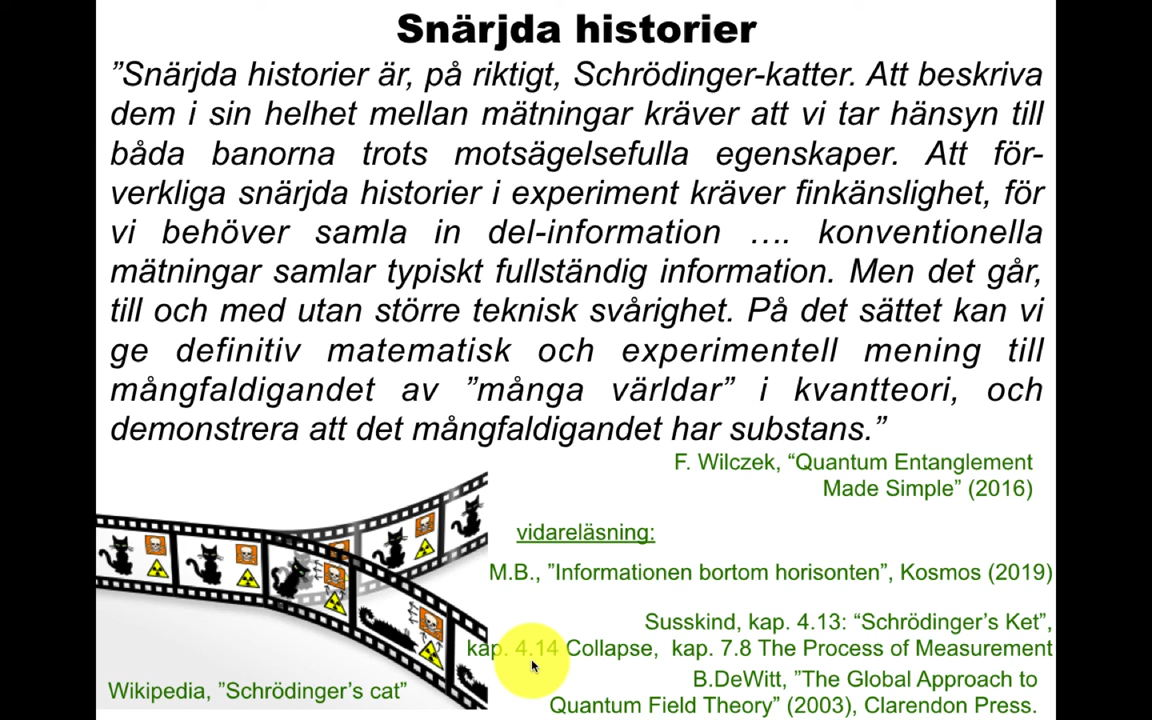 Snärjda historier
”Snärjda historier är, på riktigt, Schrödinger-katter. Att beskriva
dem i sin helhet mellan mätningar kräver att vi tar hänsyn till
båda banorna trots motsägelsefulla egenskaper. Att för-
verkliga snärjda historier i experiment kräver finkänslighet, för
vi behöver samla in del-information …. konventionella
mätningar samlar typiskt fullständig information. Men det går,
till och med utan större teknisk svårighet. På det sättet kan vi
ge definitiv matematisk och experimentell mening till
mångfaldigandet av ”många världar” i kvantteori, och
demonstrera att det mångfaldigandet har substans.”
F. Wilczek, “Quantum Entanglement
Made Simple” (2016)
vidareläsning:
M.B., ”Informationen bortom horisonten”, Kosmos (2019)
Susskind, kap. 4.13: “Schrödinger’s Ket”,
kap. 4.14 Collapse, kap. 7.8 The Process of Measurement
B.DeWitt, ”The Global Approach to
Quantum Field Theory” (2003), Clarendon Press.
Wikipedia, ”Schrödinger’s cat”